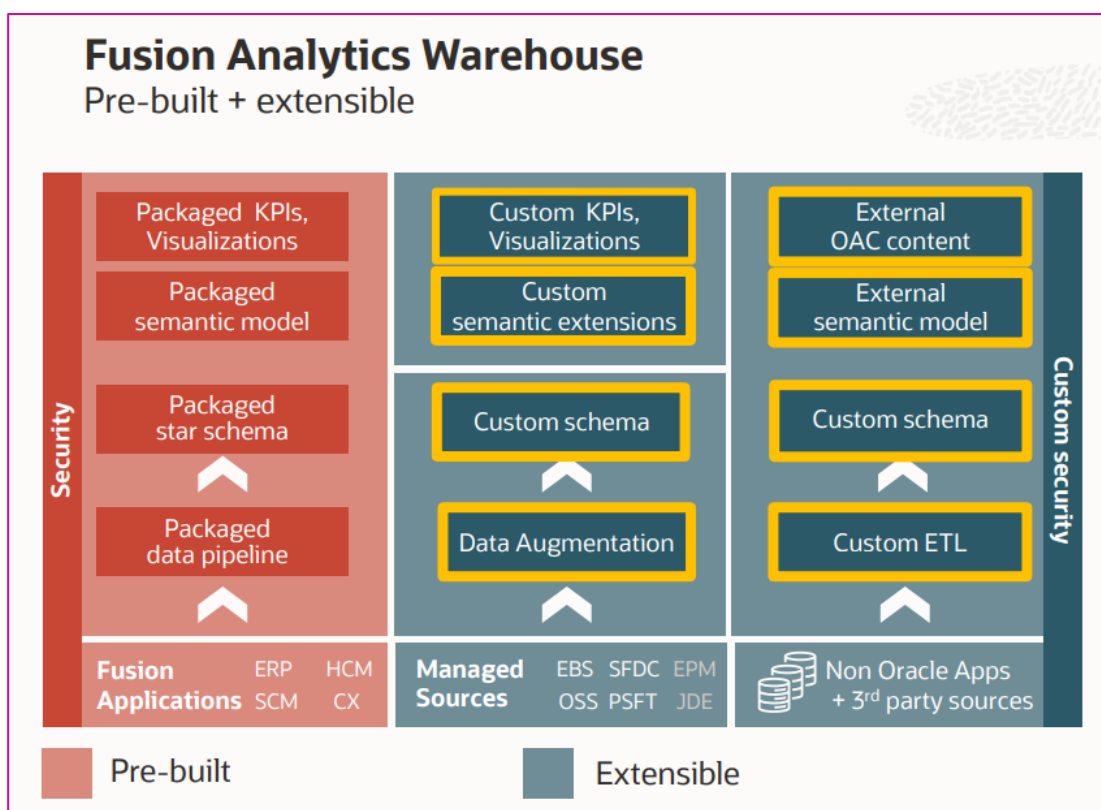 Fusion Analytics Warehouse
Pre-built + extensible
Security
Packaged KPIs,
Visualizations
Packaged
semantic model
Packaged
star schema
Packaged
data pipeline
Fusion
Applications
ERP HCM
SCM CX
Custom KPIs,
Visualizations
Custom
semantic extensions
Custom schema
Data Augmentation
Managed
Sources
EBS SFDC EPM
OSS PSFT JDE
External
OAC content
External
semantic model
Custom schema
Custom ETL
Non Oracle Apps
+ 3rd party sources
Custom security
Pre-built
Extensible